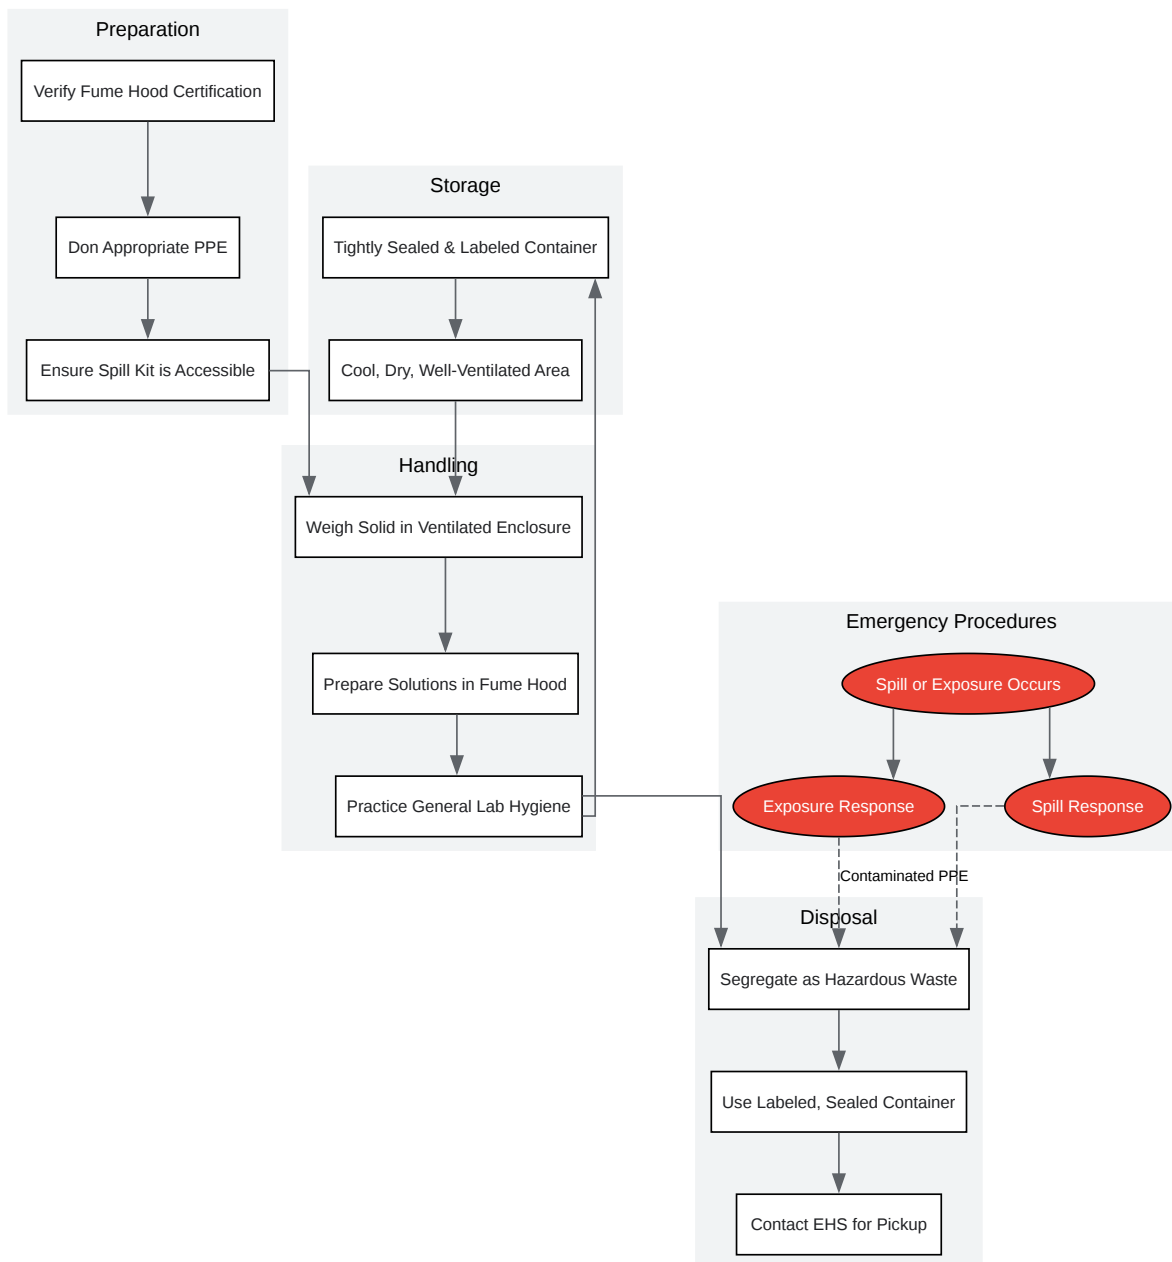 Preparation
Verify Fume Hood Certification
Don Appropriate PPE
Ensure Spill Kit is Accessible
Storage
Tightly Sealed & Labeled Container
Cool, Dry, Well-Ventilated Area
Handling
Weigh Solid in Ventilated Enclosure
Prepare Solutions in Fume Hood
Practice General Lab Hygiene
Emergency Procedures
Spill or Exposure Occurs
Exposure Response
Spill Response
Contaminated PPE
Disposal
Segregate as Hazardous Waste
Use Labeled, Sealed Container
Contact EHS for Pickup